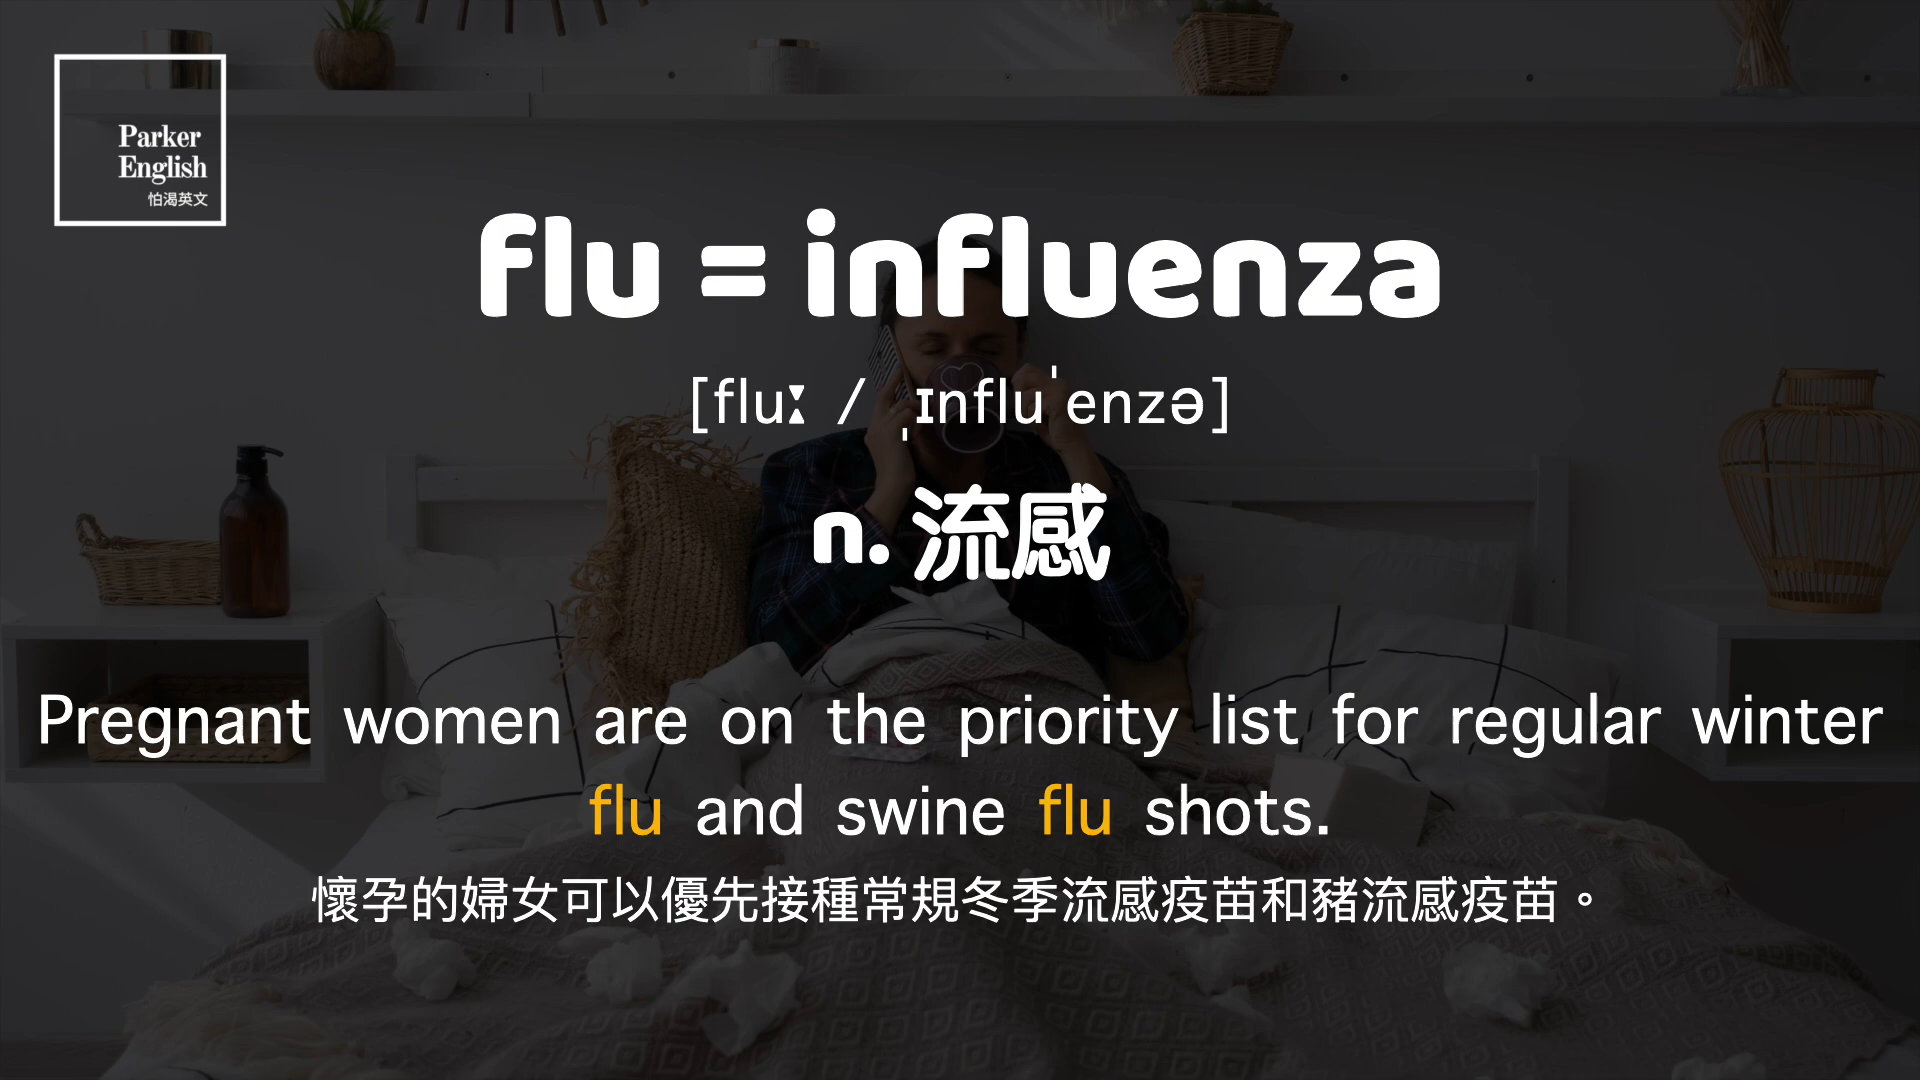 Parker
English
怕渴英文
flu = influenza
[fluː / ˌɪnfluˈenzə]
n. 流感
Pregnant women are on the priority list for regular winter
flu and swine flu shots.
懷孕的婦女可以優先接種常規冬季流感疫苗和豬流感疫苗。